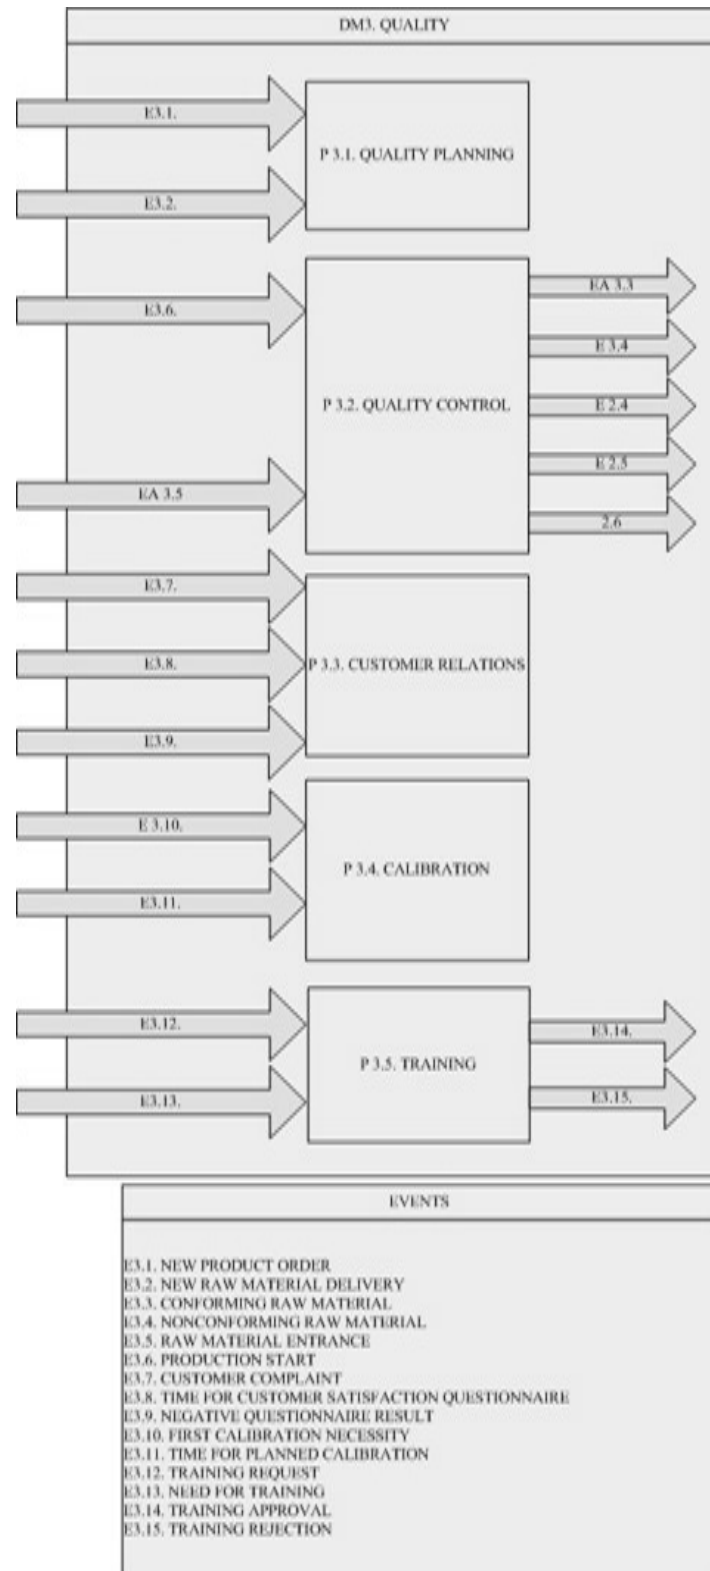 DM3. QUALITY
E3.1.
P 3.1. QUALITY PLANNING
E3.2.
E3.6.
EA 3.3
E 3.4
P 3.2. QUALITY CONTROL
E 2.4
E 2.5
EA 3.5
2.6
E3.7.
E3.8.
P 3.3. CUSTOMER RELATIONS
E3.9.
E 3.10.
P 3.4. CALIBRATION
E3.11.
E3.12.
E3.14.
P 3.5. TRAINING
E3.13.
E3.15.
EVENTS
E3.1. NEW PRODUCT ORDER
E3.2. NEW RAW MATERIAL DELIVERY
E3.3. CONFORMING RAW MATERIAL
E3.4. NONCONFORMING RAW MATERIAL
E3.5. RAW MATERIAL ENTRANCE
E3.6. PRODUCTION START
E3.7. CUSTOMER COMPLAINT
E3.8. TIME FOR CUSTOMER SATISFACTION QUESTIONNAIRE
E3.9. NEGATIVE QUESTIONNAIRE RESULT
E3.10. FIRST CALIBRATION NECESSITY
E3.11. TIME FOR PLANNED CALIBRATION
E3.12. TRAINING REQUEST
E3.13. NEED FOR TRAINING
E3.14. TRAINING APPROVAL
E3.15. TRAINING REJECTION